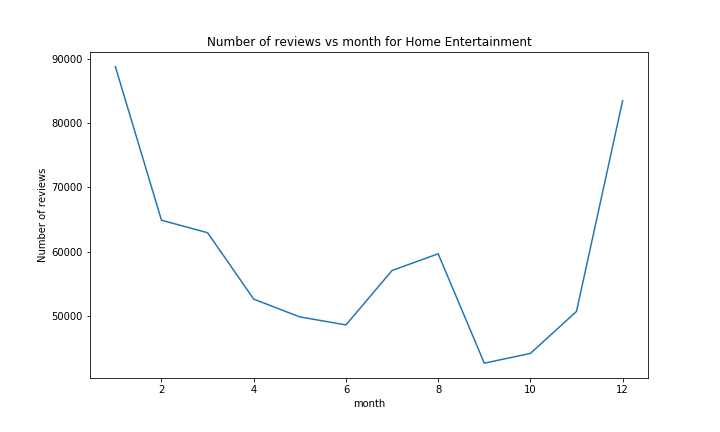 Number of reviews vs month for Home Entertainment
90000
80000
70000
60000
50000
Number of reviews
2 4 6 8 10 12
month